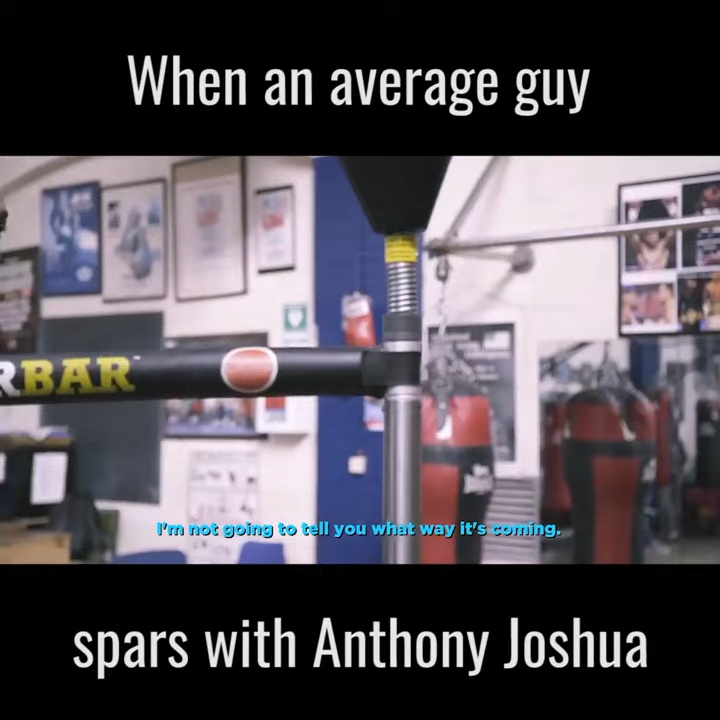 When an average guy
RBAR
I'm not going to tell you what way it's coming.
spars with Anthony Joshua